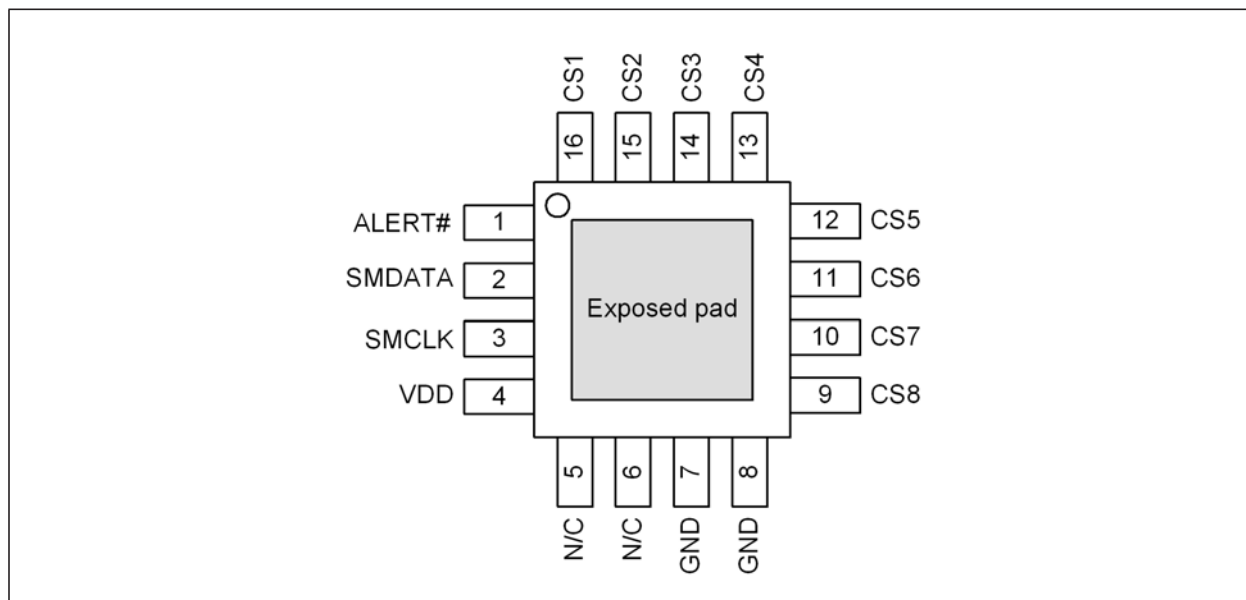 CS1
CS2
CS3
CS4
16
15
14
13
ALERT# 1
SMDATA 2
SMCLK 3
VDD 4
Exposed pad
12 CS5
11 CS6
10 CS7
9 CS8
5
6
7
8
N/C
N/C
GND
GND